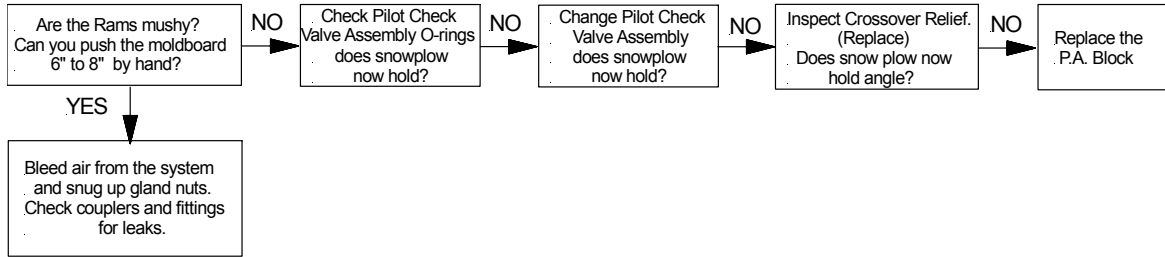 Are the Rams mushy?
Can you push the moldboard
6" to 8" by hand?
NO
Check Pilot Check
Valve Assembly O-rings
does snowplow
now hold?
NO
Change Pilot Check
Valve Assembly
does snowplow
now hold?
NO
Inspect Crossover Relief.
(Replace)
Does snow plow now
hold angle?
NO
Replace the
P.A. Block
YES
Bleed air from the system
and snug up gland nuts.
Check couplers and fittings
for leaks.